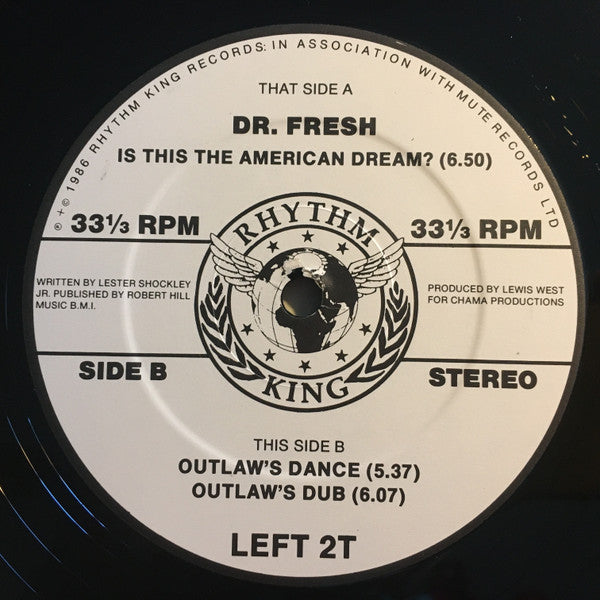 ℗ + © 1986 RHYTHM KING RECORDS: IN ASSOCIATION WITH MUTE RECORDS LTD
THAT SIDE A
DR. FRESH
IS THIS THE AMERICAN DREAM? (6.50)
33⅓ RPM
33⅓ RPM
RHYTHM
KING
WRITTEN BY LESTER SHOCKLEY
JR. PUBLISHED BY ROBERT HILL
MUSIC B.M.I.
PRODUCED BY LEWIS WEST
FOR CHAMA PRODUCTIONS
SIDE B
STEREO
THIS SIDE B
OUTLAW'S DANCE (5.37)
OUTLAW'S DUB (6.07)
LEFT 2T